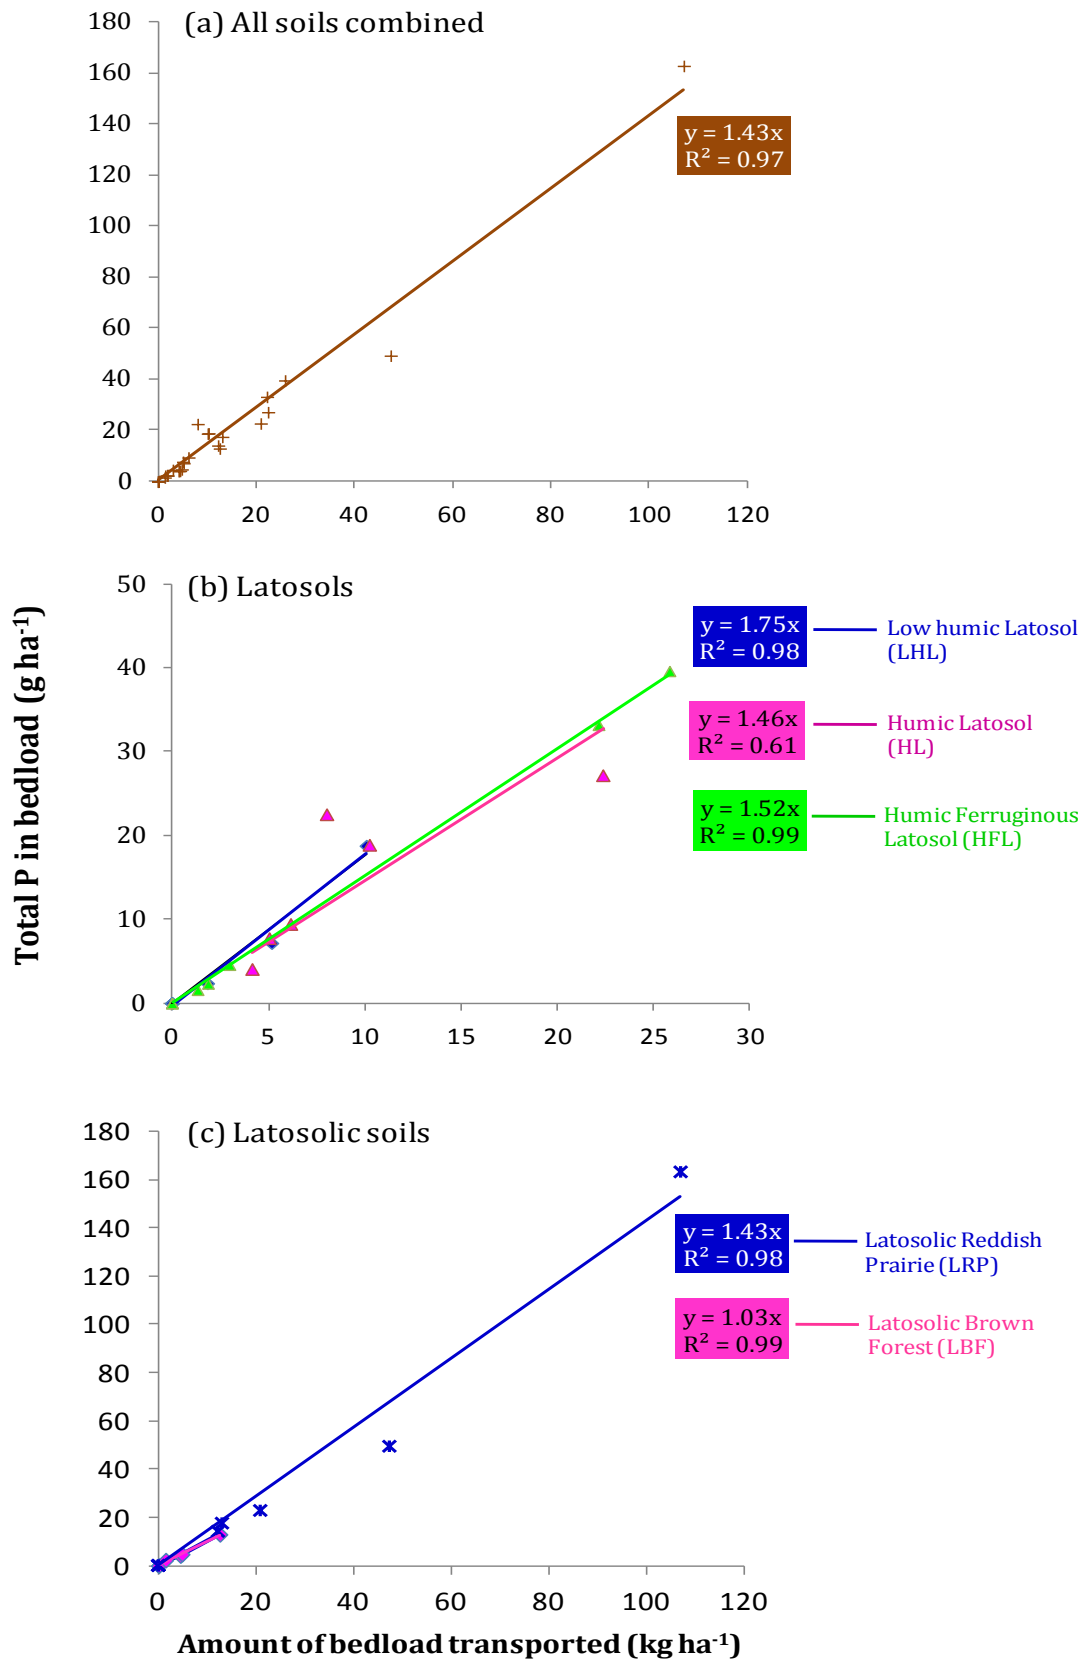 (a) All soils combined
180
160
140
120
100
80
60
40
20
0
0 20 40 60 80 100 120
y = 1.43x
R² = 0.97
Total P in bedload (g ha⁻¹)
(b) Latosols
50
40
30
20
10
0
0 5 10 15 20 25 30
y = 1.75x
R² = 0.98
Low humic Latosol
(LHL)
y = 1.46x
R² = 0.61
Humic Latosol
(HL)
y = 1.52x
R² = 0.99
Humic Ferruginous
Latosol (HFL)
(c) Latosolic soils
180
160
140
120
100
80
60
40
20
0
0 20 40 60 80 100 120
y = 1.43x
R² = 0.98
Latosolic Reddish
Prairie (LRP)
y = 1.03x
R² = 0.99
Latosolic Brown
Forest (LBF)
Amount of bedload transported (kg ha⁻¹)